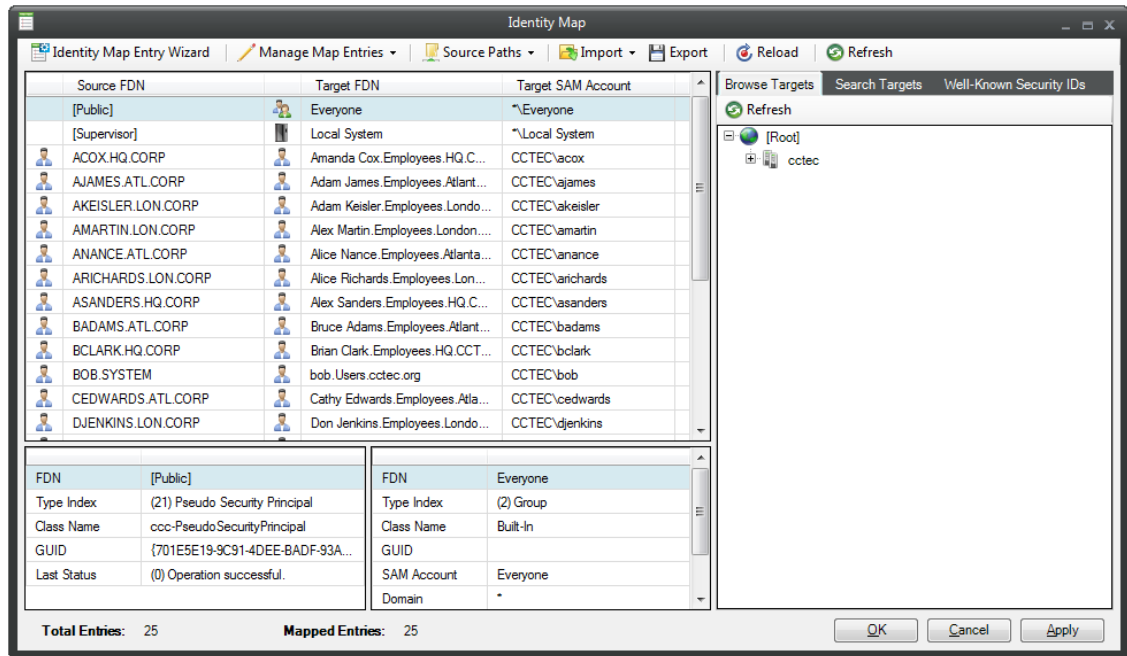 Identity Map
Identity Map Entry Wizard Manage Map Entries Source Paths Import Export Reload Refresh
Source FDN Target FDN Target SAM Account
[Public] Everyone *\Everyone
[Supervisor] Local System *\Local System
ACOX.HQ.CORP Amanda Cox.Employees.HQ.C... CCTEC\acox
AJAMES.ATL.CORP Adam James.Employees.Atlant... CCTEC\ajames
AKEISLER.LON.CORP Adam Keisler.Employees.Londo... CCTEC\akeisler
AMARTIN.LON.CORP Alex Martin.Employees.London.... CCTEC\amartin
ANANCE.ATL.CORP Alice Nance.Employees.Atlanta... CCTEC\anance
ARICHARDS.LON.CORP Alice Richards.Employees.Lon... CCTEC\arichards
ASANDERS.HQ.CORP Alex Sanders.Employees.HQ.C... CCTEC\asanders
BADAMS.ATL.CORP Bruce Adams.Employees.Atlant... CCTEC\badams
BCLARK.HQ.CORP Brian Clark.Employees.HQ.CCT... CCTEC\bclark
BOB.SYSTEM bob.Users.cctec.org CCTEC\bob
CEDWARDS.ATL.CORP Cathy Edwards.Employees.Atla... CCTEC\cedwards
DJENKINS.LON.CORP Don Jenkins.Employees.Londo... CCTEC\djenkins
Browse Targets Search Targets Well-Known Security IDs
Refresh
[Root]
cctec
FDN [Public]
Type Index (21) Pseudo Security Principal
Class Name ccc-PseudoSecurityPrincipal
GUID {701E5E19-9C91-4DEE-BADF-93A...
Last Status (0) Operation successful.
FDN Everyone
Type Index (2) Group
Class Name Built-In
GUID
SAM Account Everyone
Domain *
Total Entries: 25 Mapped Entries: 25
OK Cancel Apply